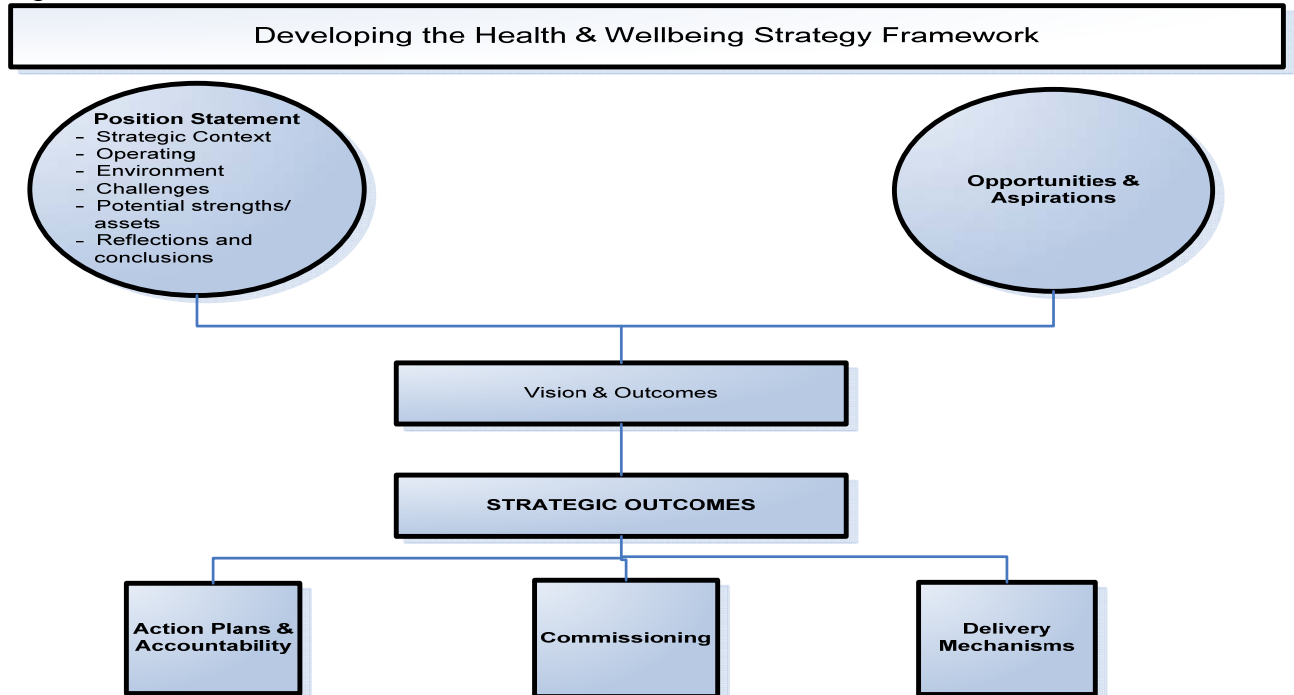 Developing the Health & Wellbeing Strategy Framework
Position Statement
- Strategic Context
- Operating
- Environment
- Challenges
- Potential strengths/
assets
- Reflections and
conclusions
Opportunities &
Aspirations
Vision & Outcomes
STRATEGIC OUTCOMES
Action Plans &
Accountability
Commissioning
Delivery
Mechanisms